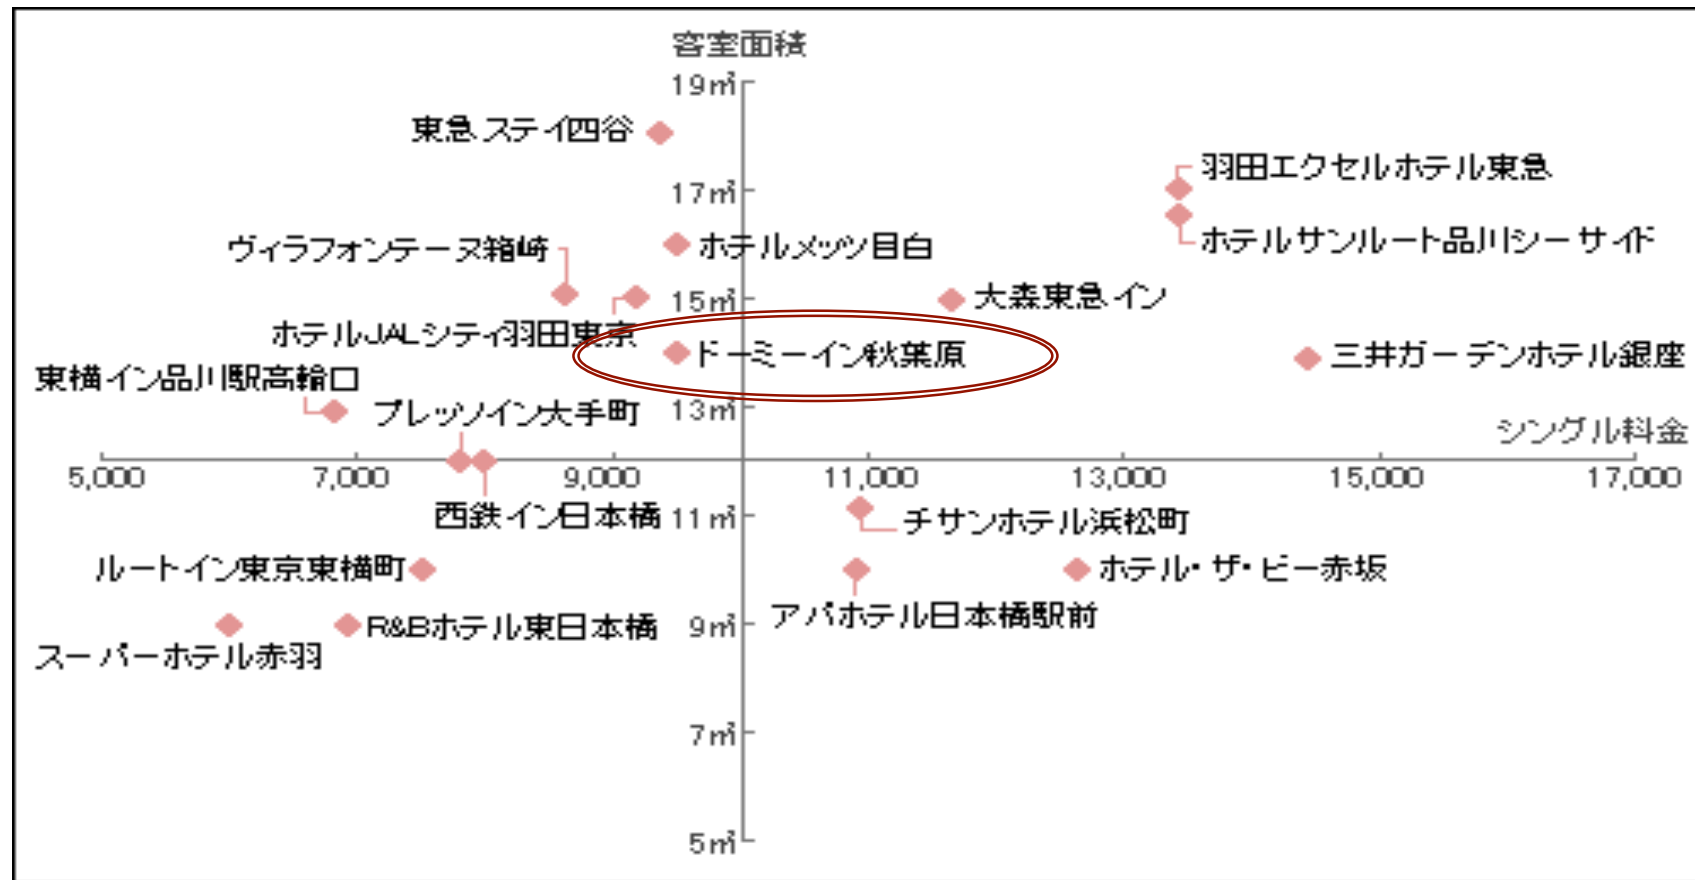 客室面積
19㎡
東急ステイ四谷
羽田エクセルホテル東急
17㎡
ヴィラフォンテーヌ箱崎
ホテルメッツ目白
ホテルサンルート品川シーサイド
15㎡
大森東急イン
ホテルJALシティ羽田東京
ドーミーイン秋葉原
三井ガーデンホテル銀座
東横イン品川駅高輪口
プレッソイン大手町
13㎡
シングル料金
5,000
7,000
9,000
11,000
13,000
15,000
17,000
西鉄イン日本橋
11㎡
チサンホテル浜松町
ルートイン東京東横町
ホテル・ザ・ビー赤坂
R&Bホテル東日本橋
9㎡
アパホテル日本橋駅前
スーパーホテル赤羽
7㎡
5㎡